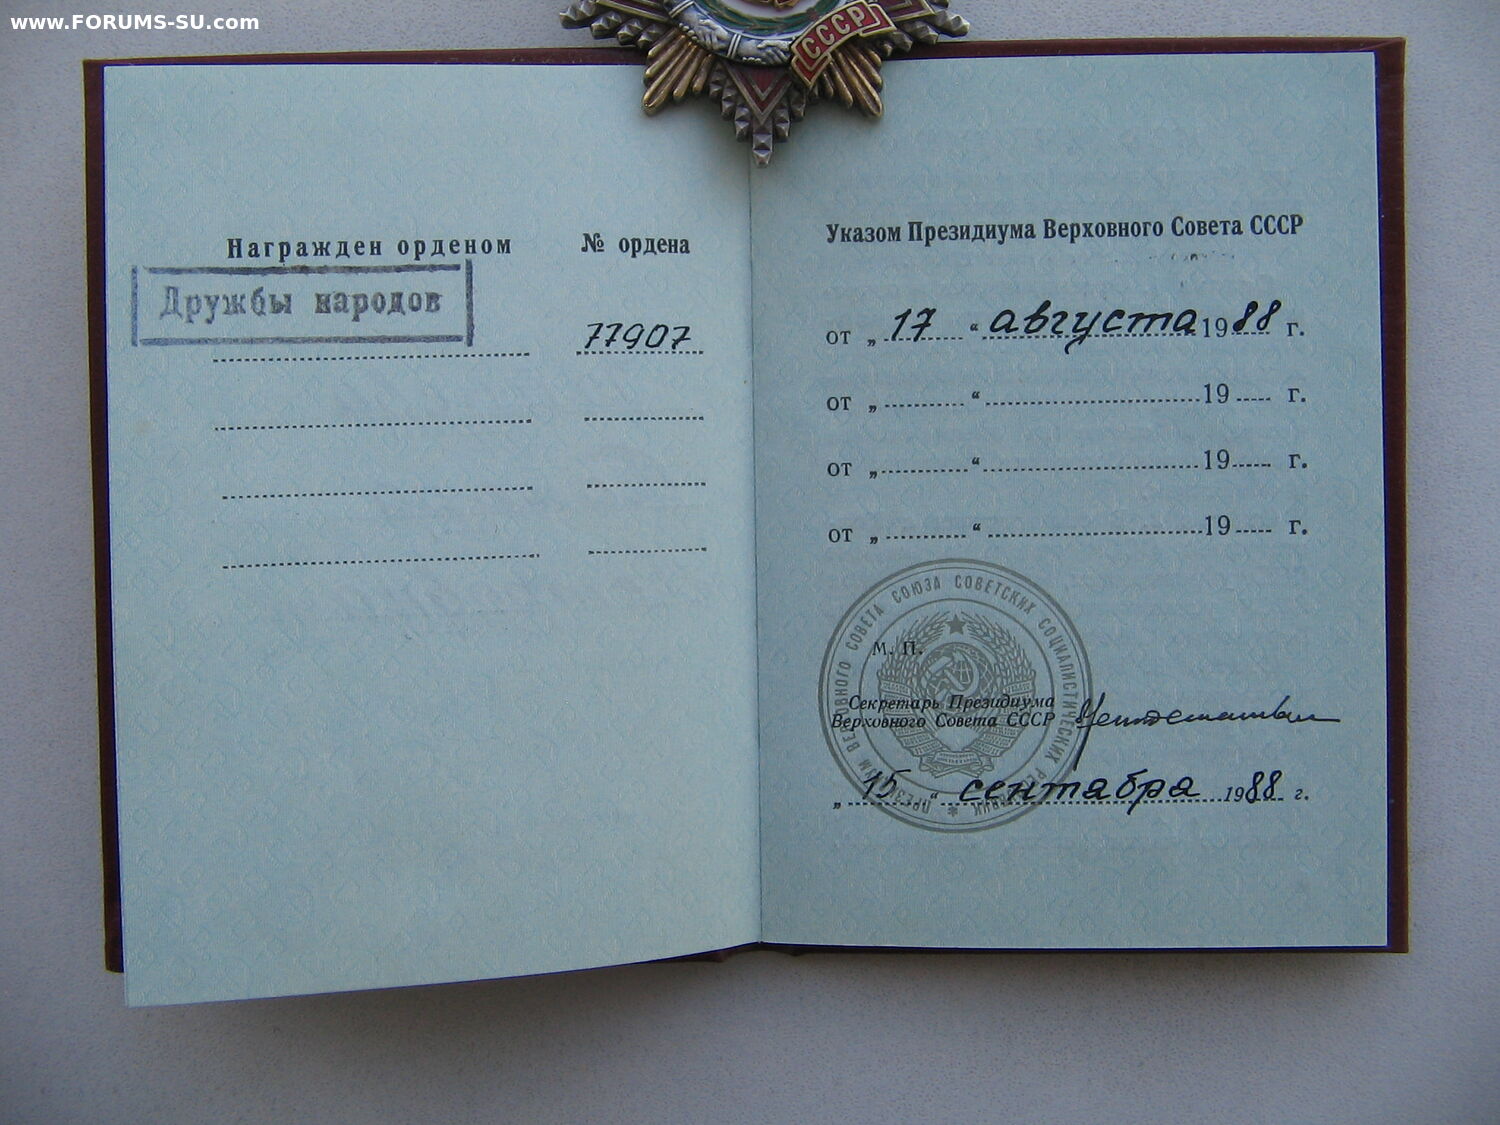 www.FORUMS-SU.com
СССР
Награжден орденом № ордена
Дружбы народов
77907
Указом Президиума Верховного Совета СССР
от „ 17 “ августа 1988 г.
от „ “ 19 г.
от „ “ 19 г.
от „ “ 19 г.
ПРЕЗИДИУМ ВЕРХОВНОГО СОВЕТА СОЮЗА СОВЕТСКИХ СОЦИАЛИСТИЧЕСКИХ РЕСПУБЛИК
М. П.
Секретарь Президиума
Верховного Совета СССР
„ 15 “ сентября 1988 г.